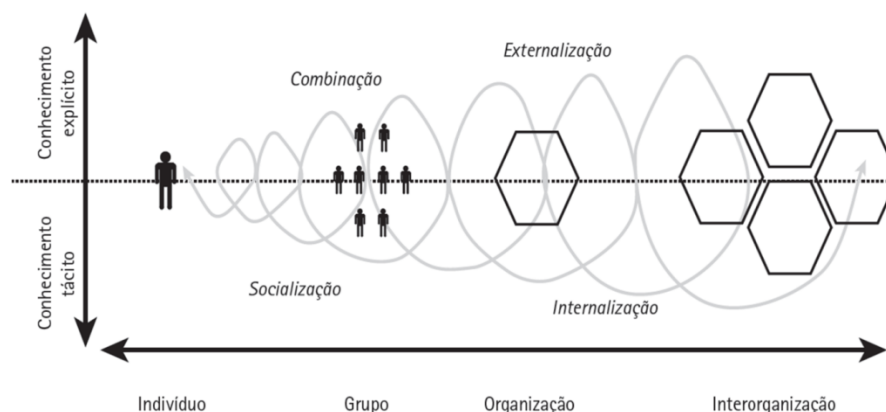 Externalização
Combinação
Conhecimento
explícito
Conhecimento
tácito
Socialização
Internalização
Indivíduo
Grupo
Organização
Interorganização